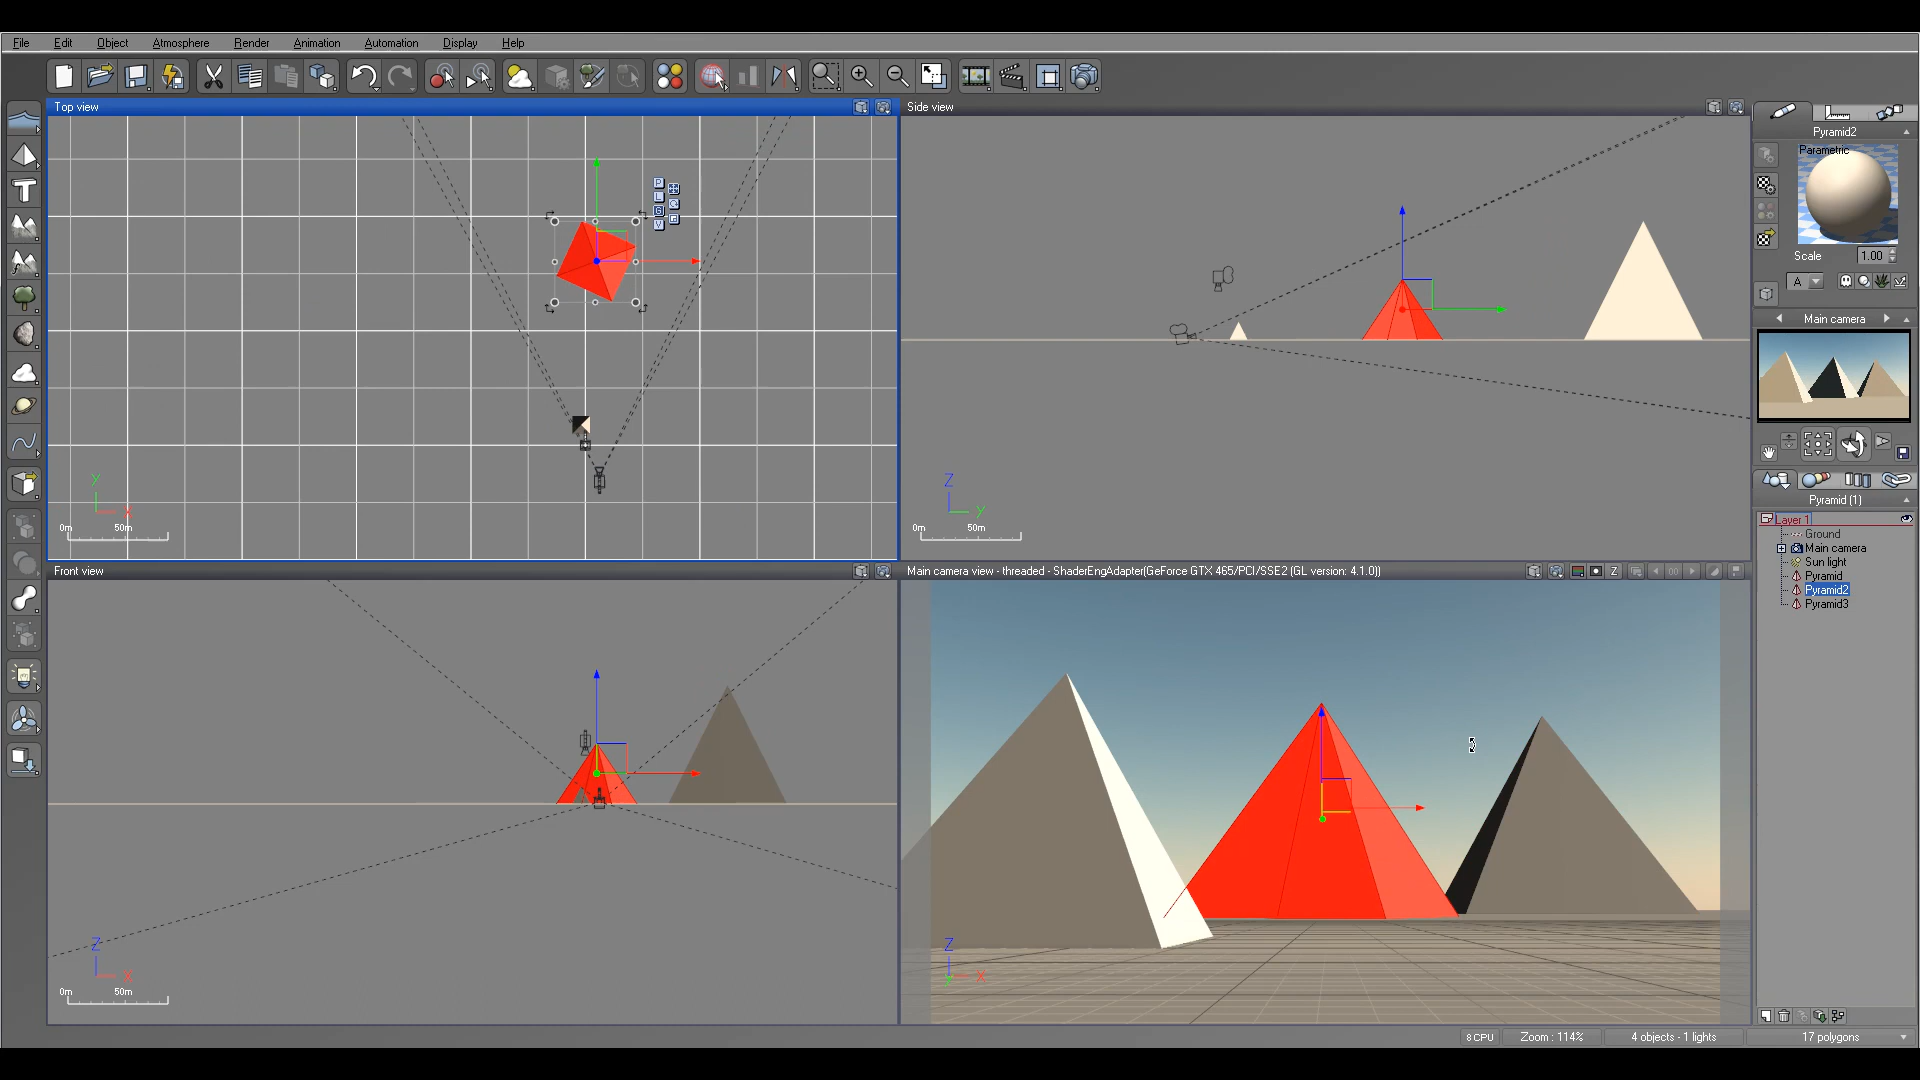 File Edit Object Atmosphere Render Animation Automation Display Help
Top view
Side view
Pyramid2
Parametric
P
L
G
V
Scale 1.00
A
Main camera
Y
X
0m 50m
Z
Y
0m 50m
Pyramid (1)
Layer 1
Ground
Main camera
Sun light
Pyramid
Pyramid2
Pyramid3
Front view
Main camera view - threaded - ShaderEngAdapter(GeForce GTX 465/PCI/SSE2 (GL version: 4.1.0))
Z
00
Z
X
0m 50m
Z
Y
X
8 CPU
Zoom : 114%
4 objects - 1 lights
17 polygons